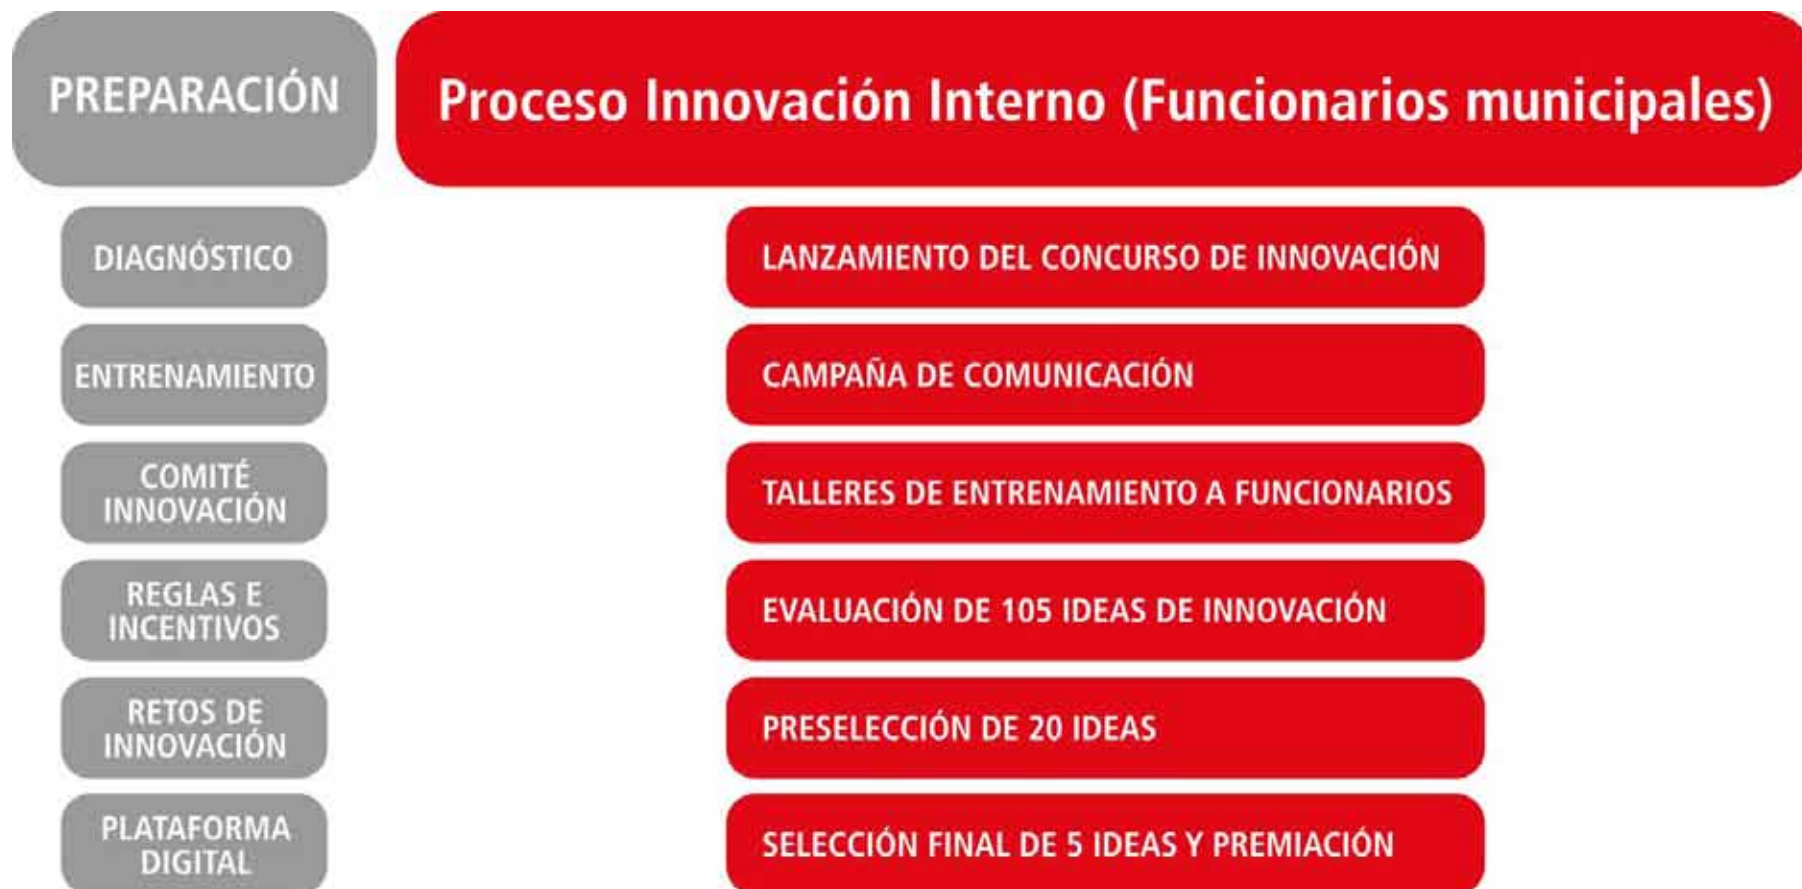 PREPARACIÓN
Proceso Innovación Interno (Funcionarios municipales)
DIAGNÓSTICO
LANZAMIENTO DEL CONCURSO DE INNOVACIÓN
ENTRENAMIENTO
CAMPAÑA DE COMUNICACIÓN
COMITÉ
INNOVACIÓN
TALLERES DE ENTRENAMIENTO A FUNCIONARIOS
REGLAS E
INCENTIVOS
EVALUACIÓN DE 105 IDEAS DE INNOVACIÓN
RETOS DE
INNOVACIÓN
PRESELECCIÓN DE 20 IDEAS
PLATAFORMA
DIGITAL
SELECCIÓN FINAL DE 5 IDEAS Y PREMIACIÓN